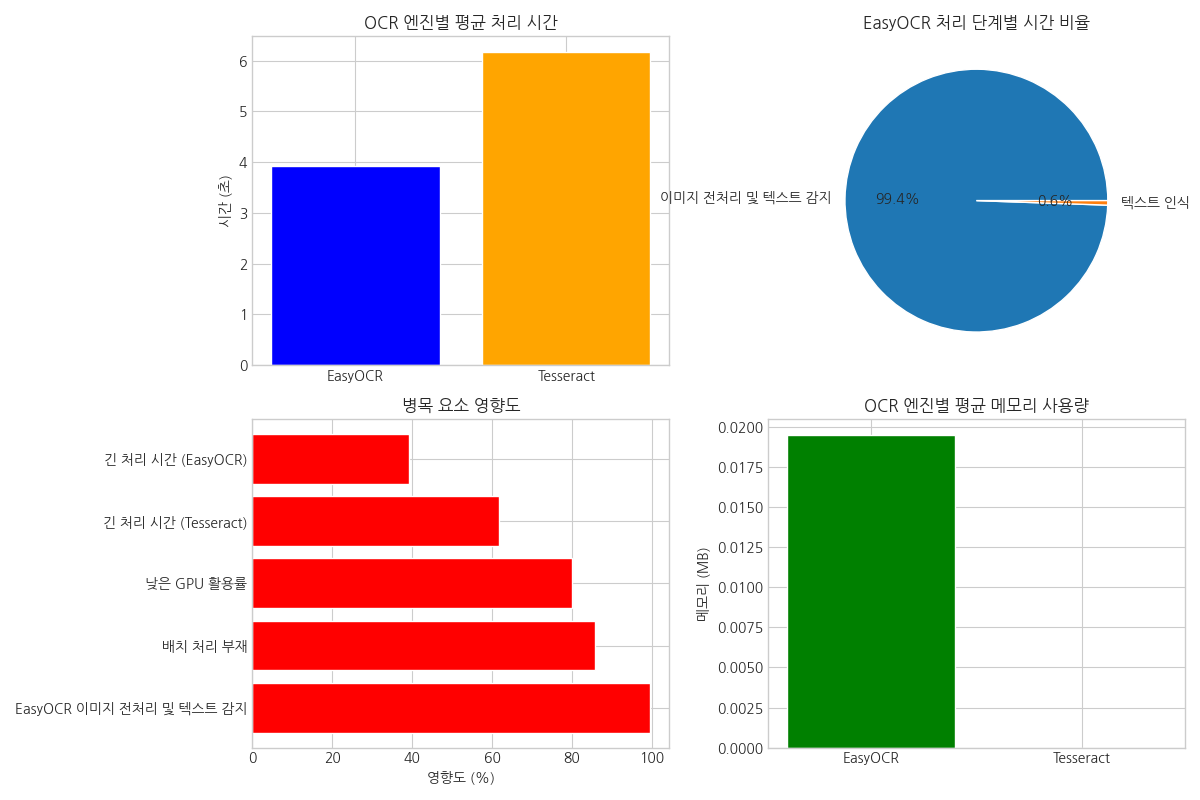 OCR 엔진별 평균 처리 시간
시간 (초)
6
5
4
3
2
1
0
EasyOCR
Tesseract
EasyOCR 처리 단계별 시간 비율
이미지 전처리 및 텍스트 감지
99.4%
0.6%
텍스트 인식
병목 요소 영향도
긴 처리 시간 (EasyOCR)
긴 처리 시간 (Tesseract)
낮은 GPU 활용률
배치 처리 부재
EasyOCR 이미지 전처리 및 텍스트 감지
0 20 40 60 80 100
영향도 (%)
OCR 엔진별 평균 메모리 사용량
메모리 (MB)
0.0200
0.0175
0.0150
0.0125
0.0100
0.0075
0.0050
0.0025
0.0000
EasyOCR
Tesseract